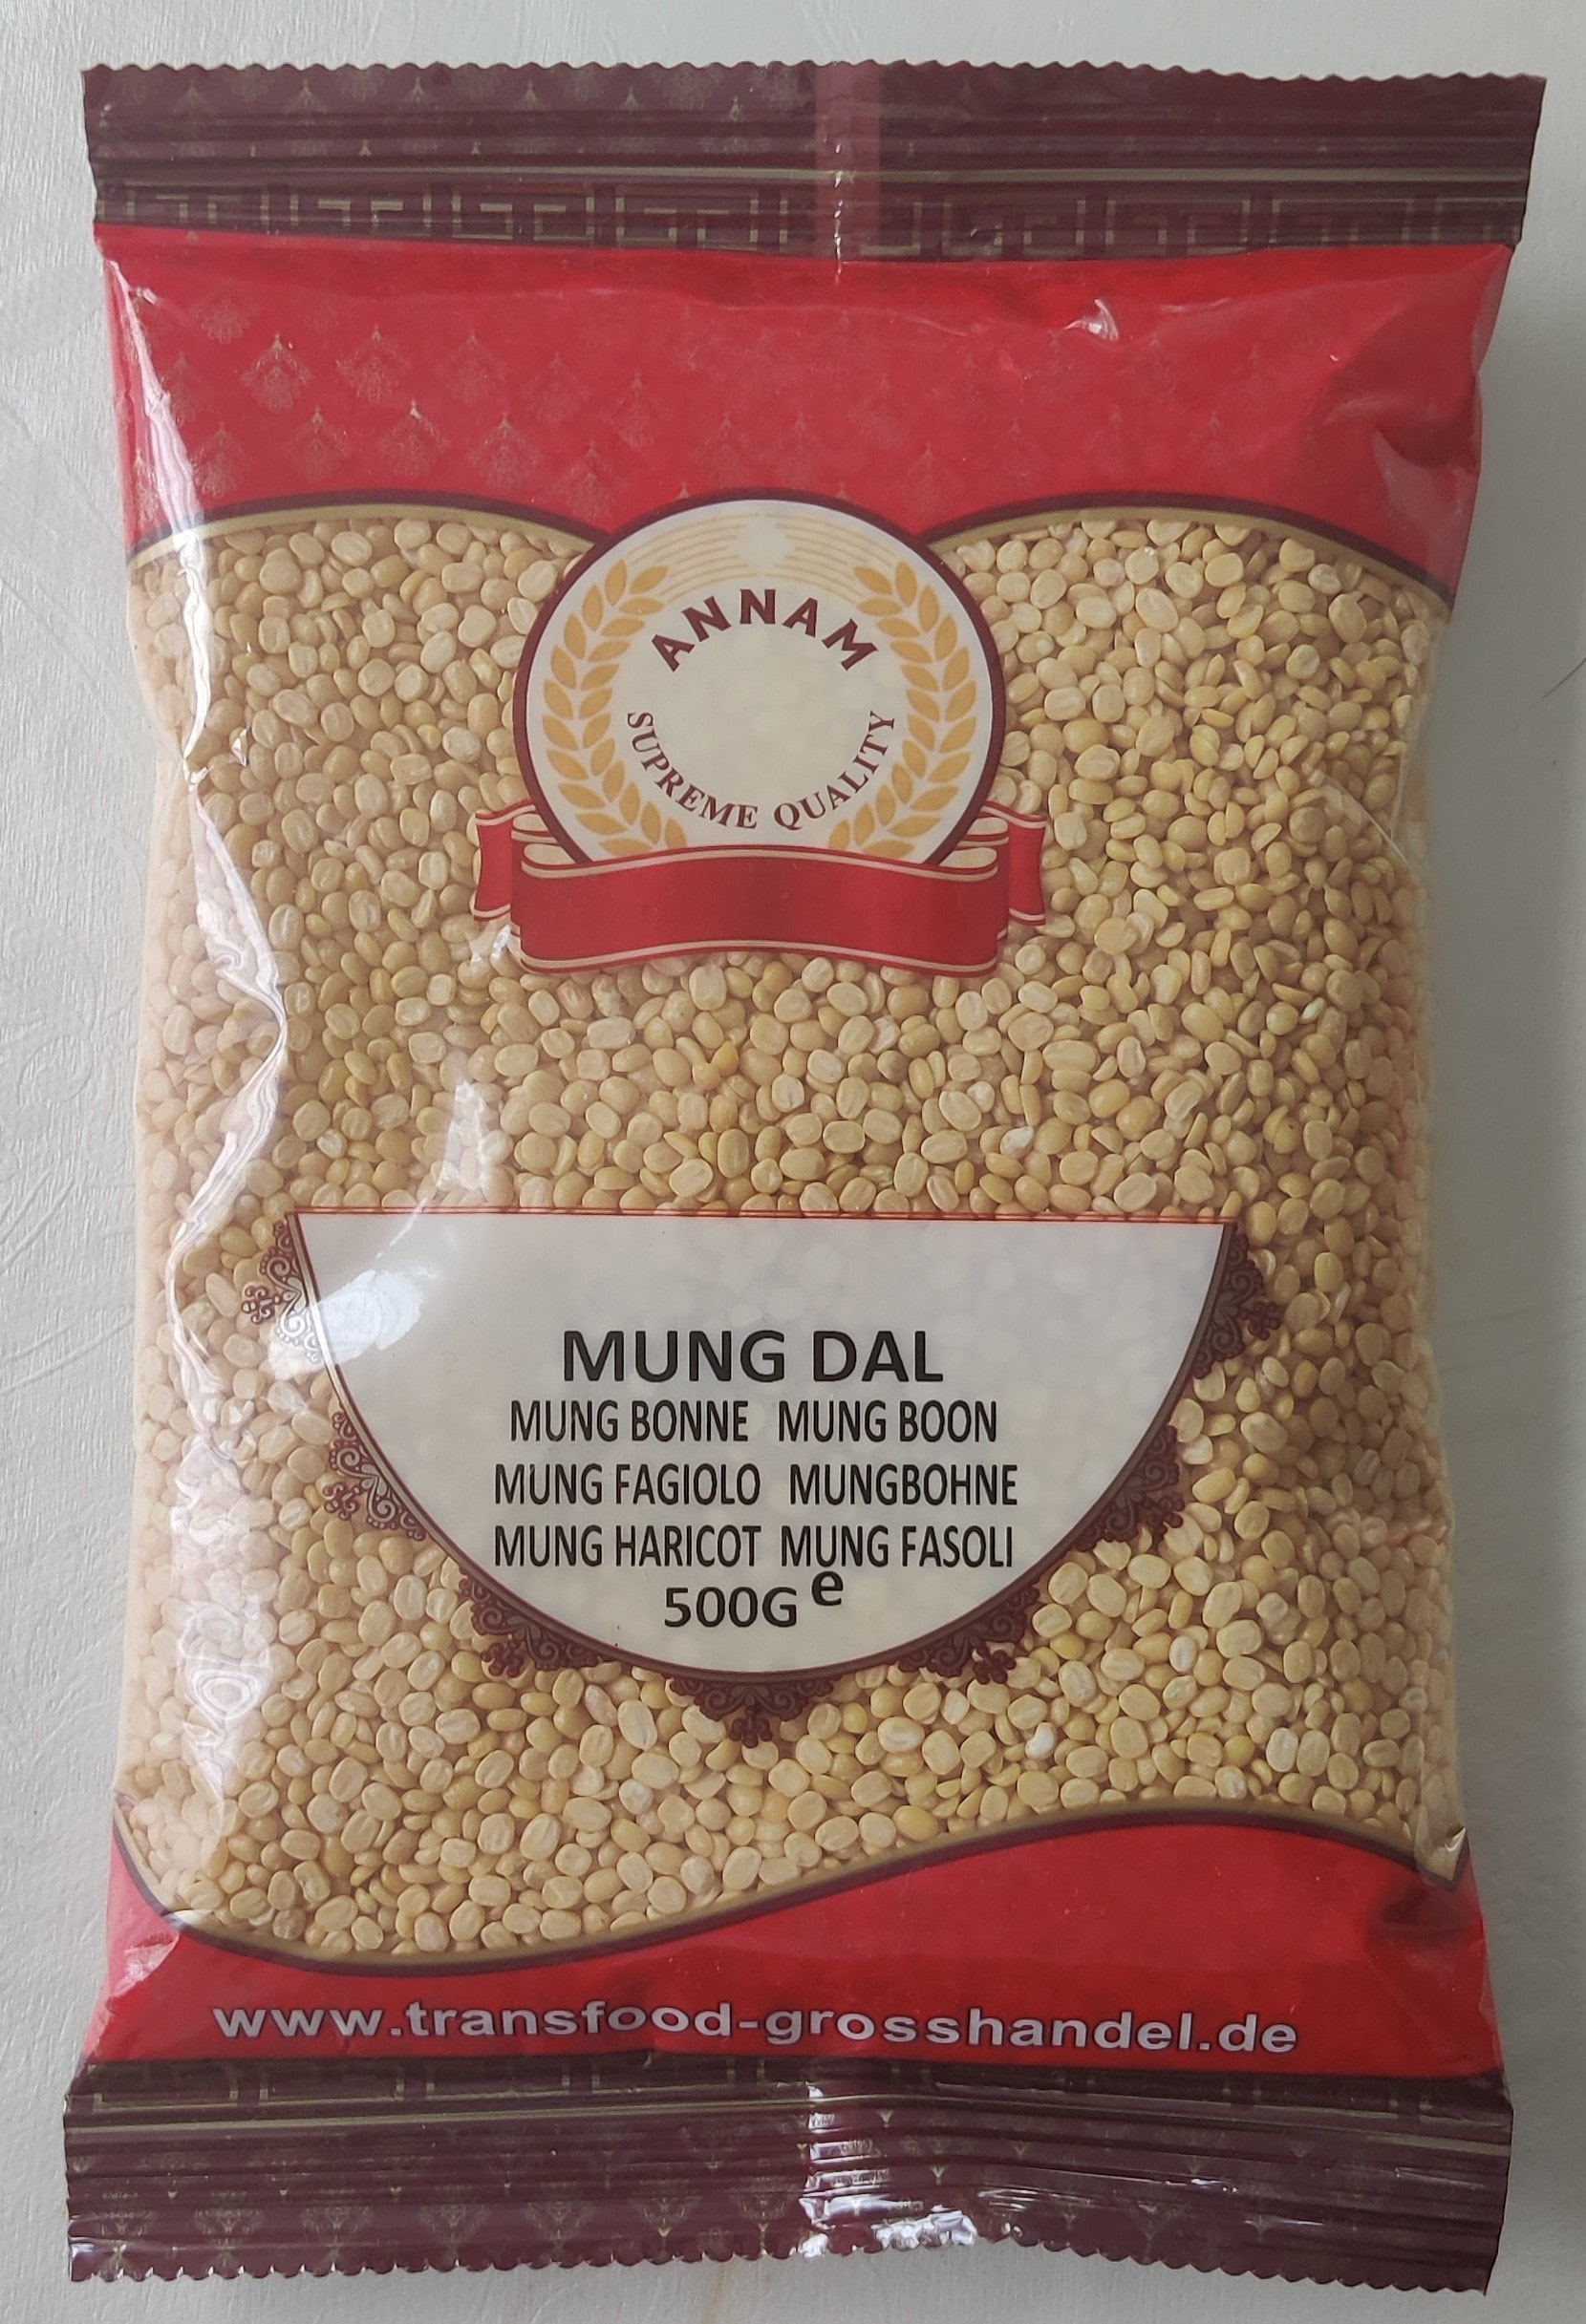 ANNAM
SUPREME QUALITY
MUNG DAL
MUNG BONNE MUNG BOON
MUNG FAGIOLO MUNGBOHNE
MUNG HARICOT MUNG FASOLI
500G e
www.transfood-grosshandel.de